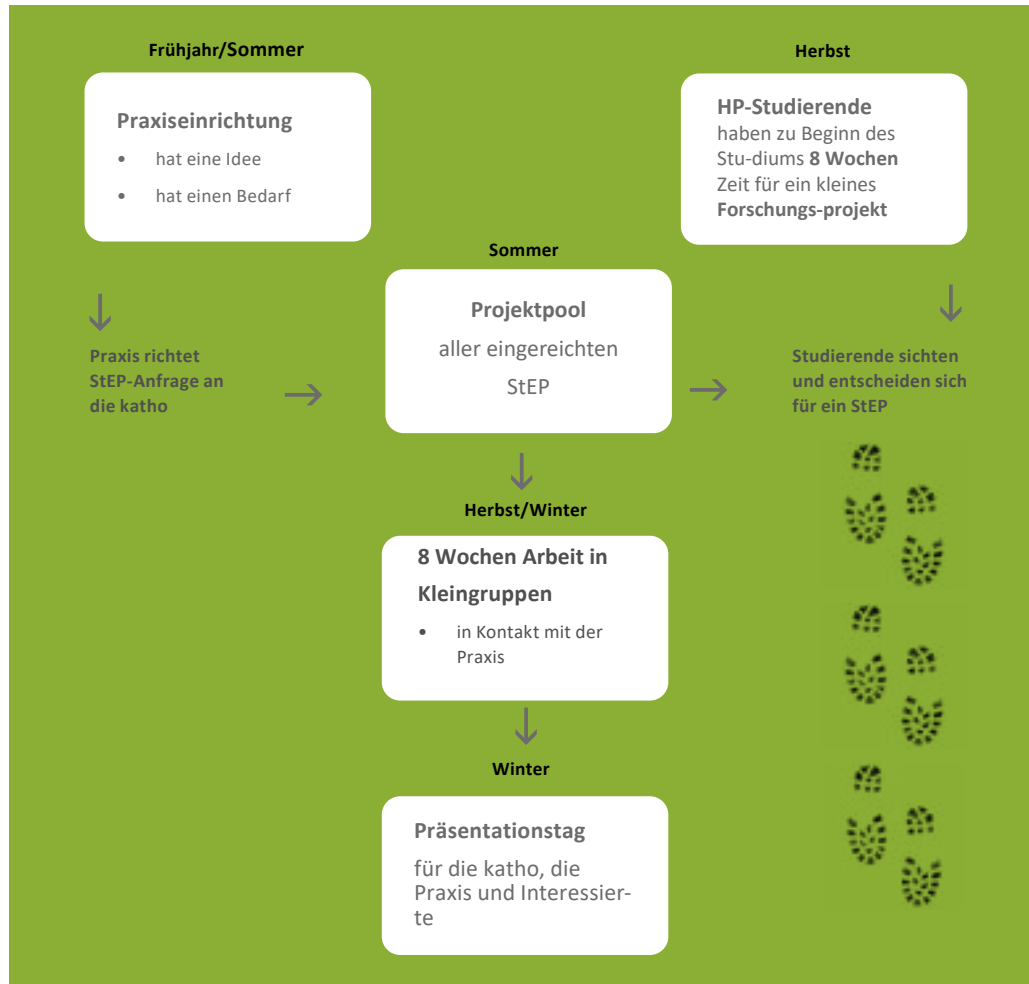 Frühjahr/Sommer
Praxiseinrichtung
• hat eine Idee
• hat einen Bedarf
Praxis richtet
StEP-Anfrage an
die katho
Sommer
Projektpool
aller eingereichten
StEP
Herbst
HP-Studierende
haben zu Beginn des
Stu-diums 8 Wochen
Zeit für ein kleines
Forschungs-projekt
Studierende sichten
und entscheiden sich
für ein StEP
Herbst/Winter
8 Wochen Arbeit in
Kleingruppen
• in Kontakt mit der
Praxis
Winter
Präsentationstag
für die katho, die
Praxis und Interessier-
te